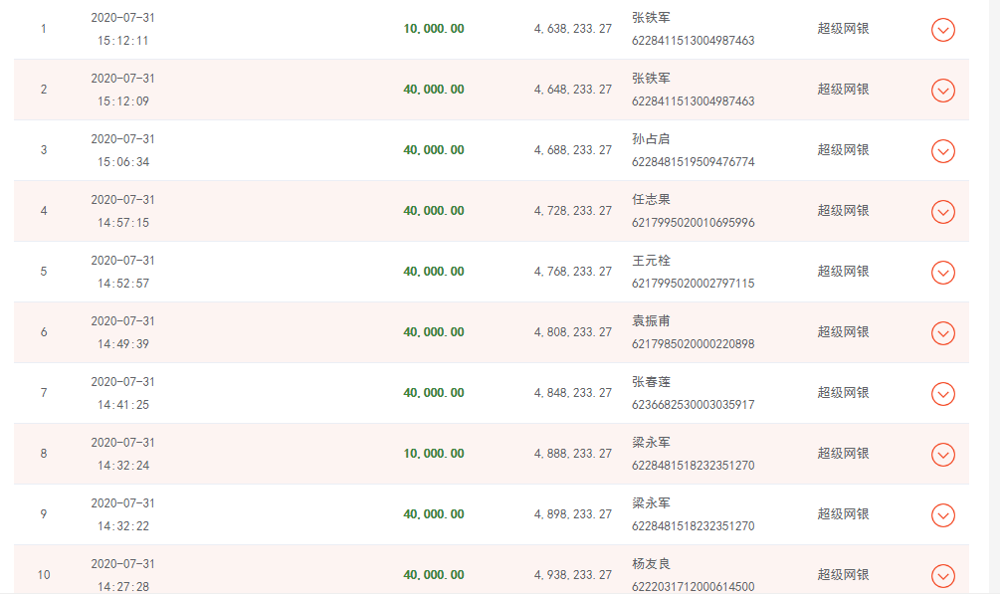 1 2020-07-31 15:12:11 10,000.00 4,638,233.27 张铁军 6228411513004987463 超级网银
2 2020-07-31 15:12:09 40,000.00 4,648,233.27 张铁军 6228411513004987463 超级网银
3 2020-07-31 15:06:34 40,000.00 4,688,233.27 孙占启 6228481519509476774 超级网银
4 2020-07-31 14:57:15 40,000.00 4,728,233.27 任志果 6217995020010695996 超级网银
5 2020-07-31 14:52:57 40,000.00 4,768,233.27 王元栓 6217995020002797115 超级网银
6 2020-07-31 14:49:39 40,000.00 4,808,233.27 袁振甫 6217985020000220898 超级网银
7 2020-07-31 14:41:25 40,000.00 4,848,233.27 张春莲 6236682530003035917 超级网银
8 2020-07-31 14:32:24 10,000.00 4,888,233.27 梁永军 6228481518232351270 超级网银
9 2020-07-31 14:32:22 40,000.00 4,898,233.27 梁永军 6228481518232351270 超级网银
10 2020-07-31 14:27:28 40,000.00 4,938,233.27 杨友良 6222031712000614500 超级网银